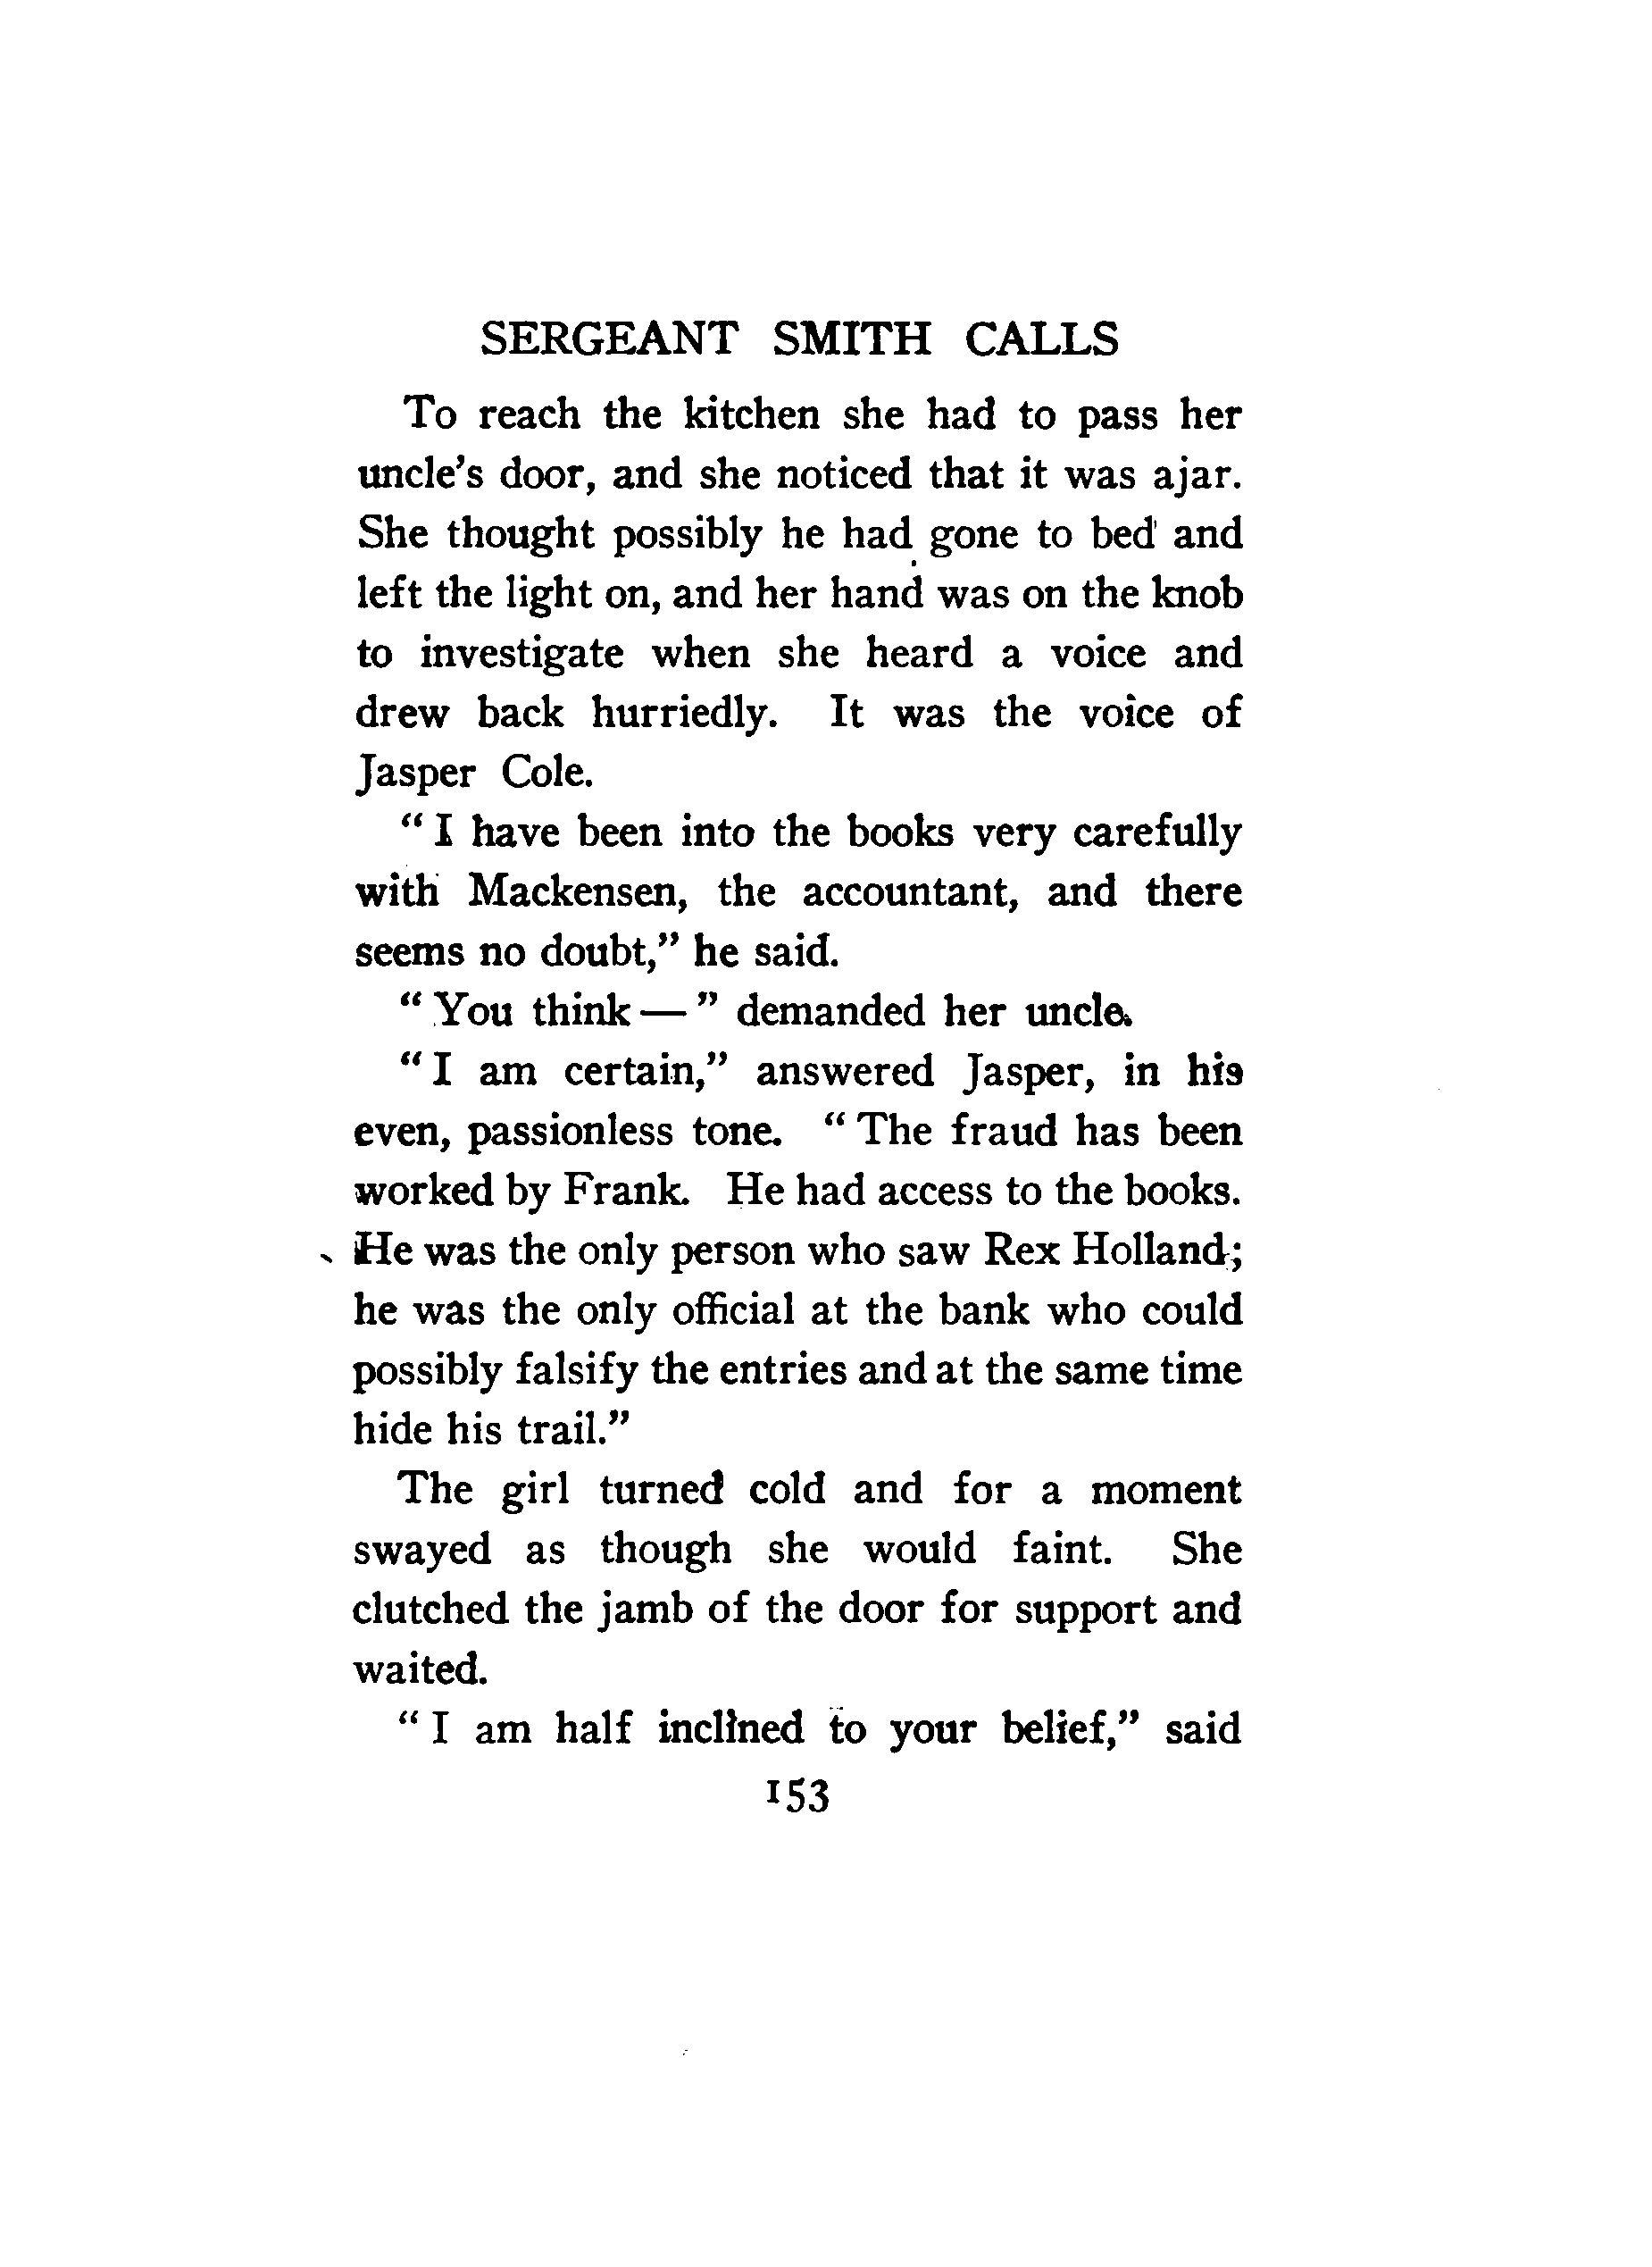 SERGEANT SMITH CALLS
To reach the kitchen she had to pass her
uncle's door, and she noticed that it was ajar.
She thought possibly he had gone to bed and
left the light on, and her hand was on the knob
to investigate when she heard a voice and
drew back hurriedly. It was the voice of
Jasper Cole.
" I have been into the books very carefully
with Mackensen, the accountant, and there
seems no doubt," he said.
" You think — " demanded her uncle.
" I am certain," answered Jasper, in his
even, passionless tone. " The fraud has been
worked by Frank. He had access to the books.
He was the only person who saw Rex Holland;
he was the only official at the bank who could
possibly falsify the entries and at the same time
hide his trail."
The girl turned cold and for a moment
swayed as though she would faint. She
clutched the jamb of the door for support and
waited.
" I am half inclined to your belief," said
153